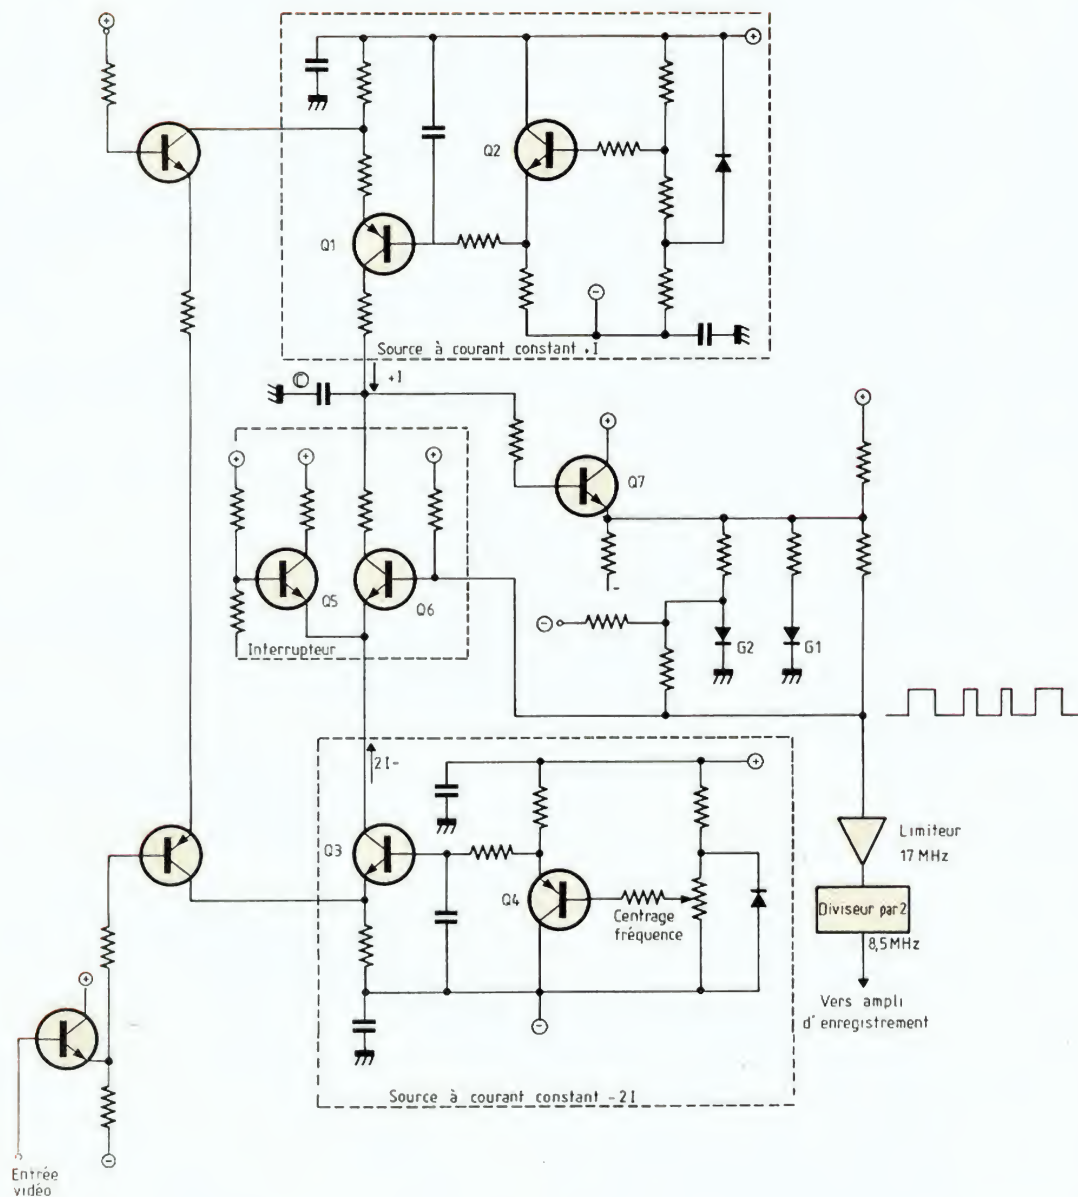 Q2
Q1
Source à courant constant +I
C
+I
Q7
Q5
Q6
Interrupteur
G2
G1
2I-
Q3
Q4
Centrage
fréquence
Limiteur
17 MHz
Diviseur par 2
8,5 MHz
Vers ampli
d'enregistrement
Source à courant constant - 2I
Entrée
vidéo